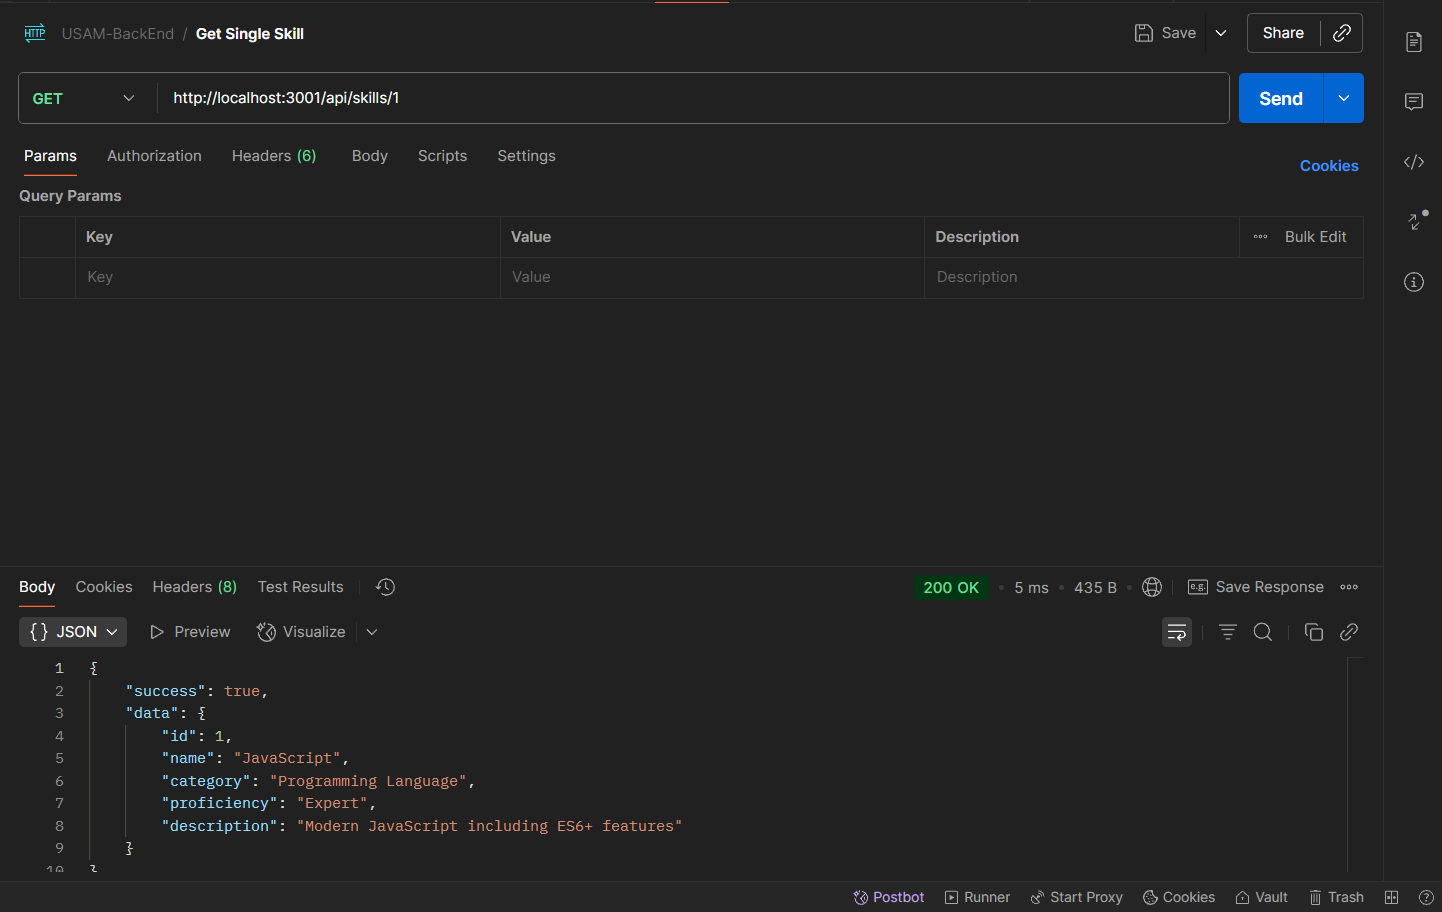 HTTP USAM-BackEnd / Get Single Skill Save Share
GET http://localhost:3001/api/skills/1 Send
Params Authorization Headers (6) Body Scripts Settings Cookies
Query Params
Key Value Description Bulk Edit
Key Value Description
Body Cookies Headers (8) Test Results 200 OK 5 ms 435 B e.g. Save Response
{} JSON Preview Visualize
1 {
2 "success": true,
3 "data": {
4 "id": 1,
5 "name": "JavaScript",
6 "category": "Programming Language",
7 "proficiency": "Expert",
8 "description": "Modern JavaScript including ES6+ features"
9 }
10 }
Postbot Runner Start Proxy Cookies Vault Trash